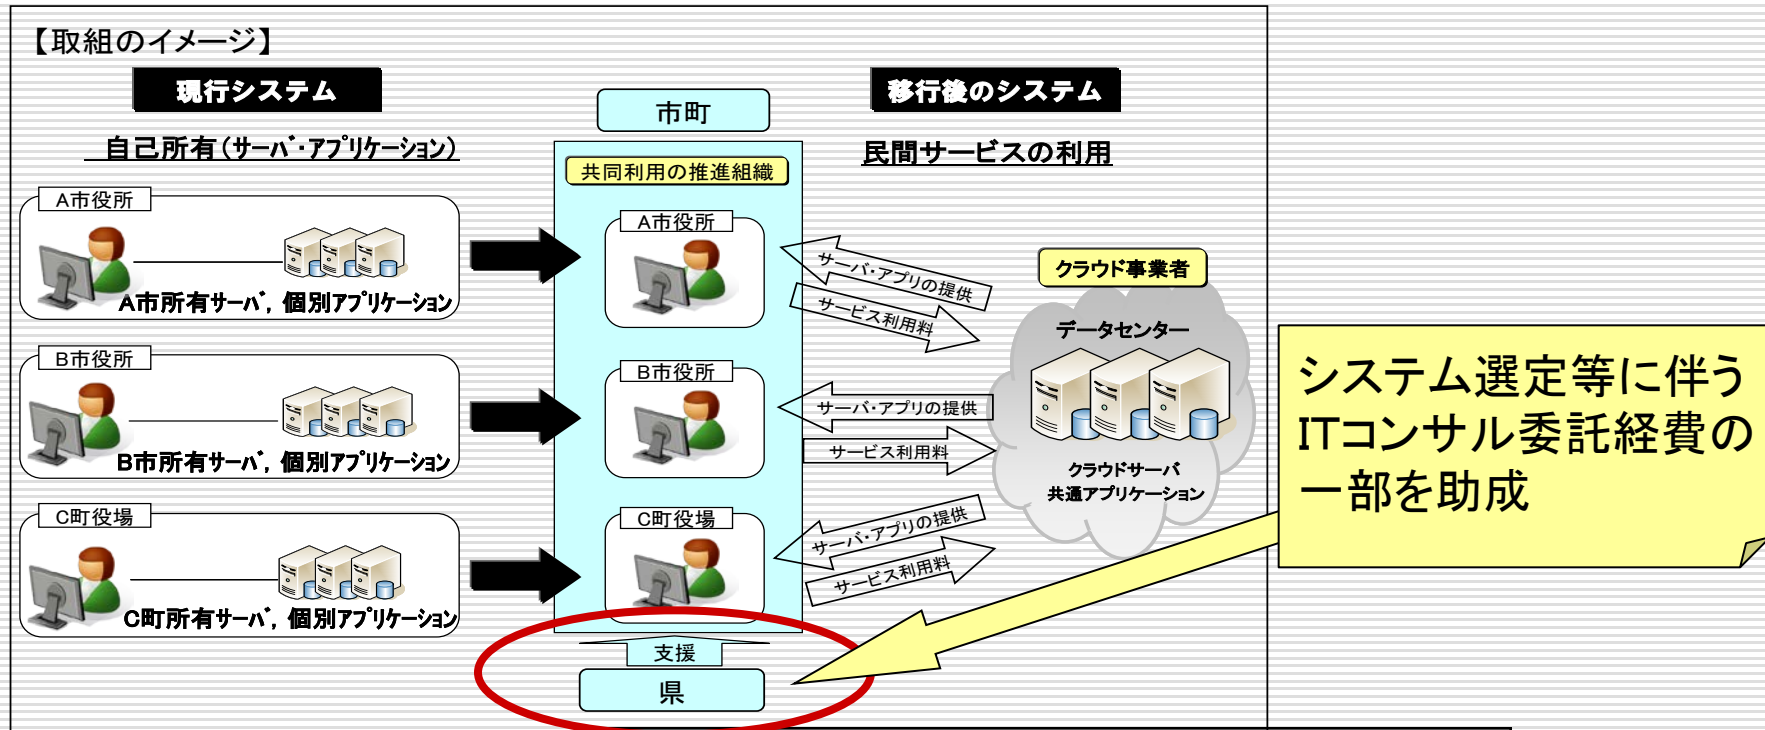 【取組のイメージ】
現行システム
自己所有(サーバ・アプリケーション)
A市役所
A市所有サーバ, 個別アプリケーション
B市役所
B市所有サーバ, 個別アプリケーション
C町役場
C町所有サーバ, 個別アプリケーション
市町
共同利用の推進組織
A市役所
B市役所
C町役場
支援
県
移行後のシステム
民間サービスの利用
サーバ・アプリの提供
サービス利用料
サーバ・アプリの提供
サービス利用料
サーバ・アプリの提供
サービス利用料
クラウド事業者
データセンター
クラウドサーバ
共通アプリケーション
システム選定等に伴う
ITコンサル委託経費の
一部を助成